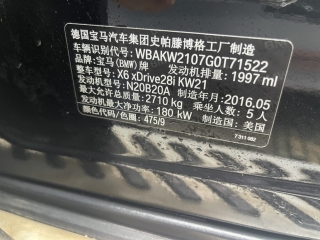 德国宝马汽车集团史帕滕博格工厂制造
车辆识别代号: WBAKW2107G0T71522
品牌: 宝马(BMW)牌 发动机排量: 1997 ml
整车型号: X6 xDrive28i KW21
发动机型号: N20B20A 制造年月: 2016.05
最大允许总质量: 2710 kg 乘坐人数: 5 人
发动机最大净功率: 180 kW 制造国: 美国
颜色代码/色图: 475/9
7311002